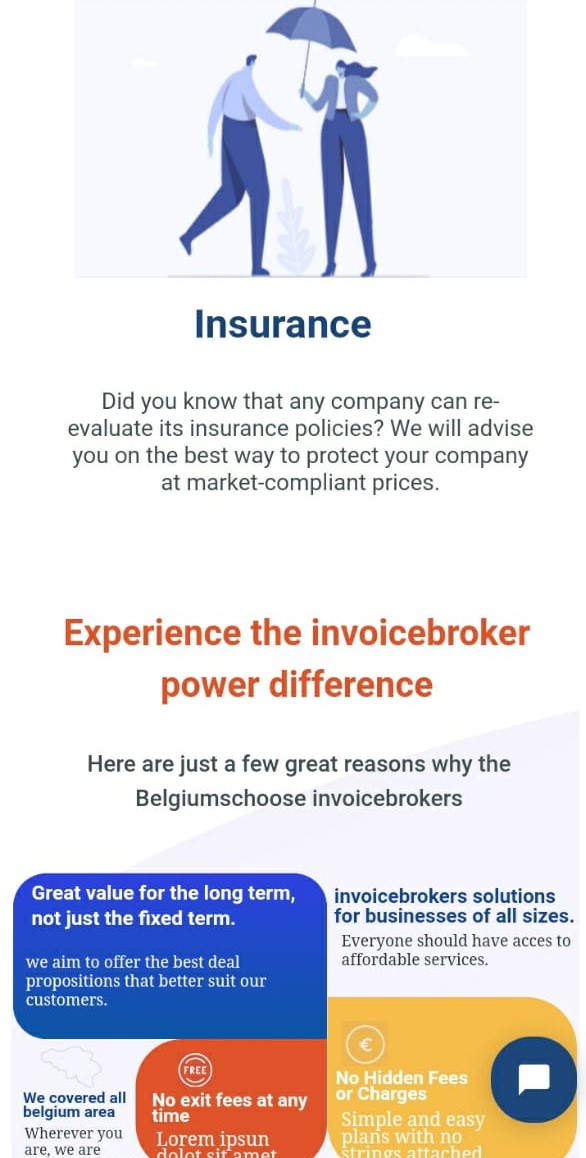 Insurance
Did you know that any company can re-
evaluate its insurance policies? We will advise
you on the best way to protect your company
at market-compliant prices.
Experience the invoicebroker
power difference
Here are just a few great reasons why the
Belgiumschoose invoicebrokers
Great value for the long term,
not just the fixed term.
we aim to offer the best deal
propositions that better suit our
customers.
invoicebrokers solutions
for businesses of all sizes.
Everyone should have acces to
affordable services.
We covered all
belgium area
Wherever you
are, we are
FREE
No exit fees at any
time
Lorem ipsun
dolot sit amet
€
No Hidden Fees
or Charges
Simple and easy
plans with no
strings attached